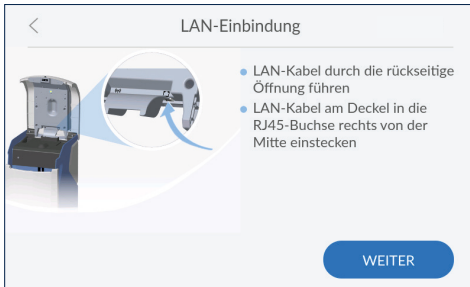 LAN-Einbindung
LAN-Kabel durch die rückseitige
Öffnung führen
LAN-Kabel am Deckel in die
RJ45-Buchse rechts von der
Mitte einstecken
WEITER